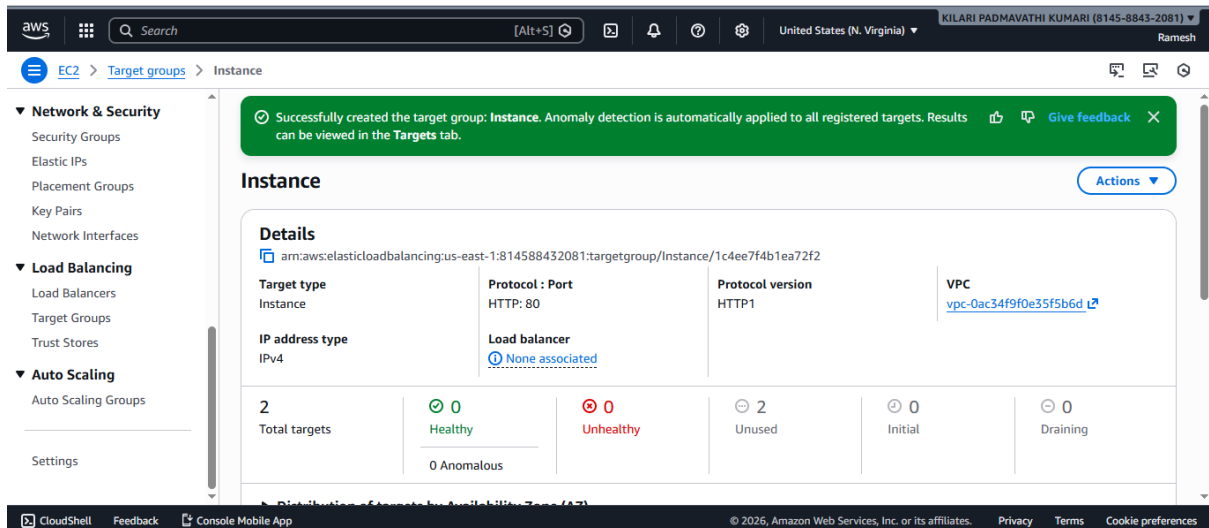 aws
Search
[Alt+S]
United States (N. Virginia)
KILARI PADMAVATHI KUMARI (8145-8843-2081)
Ramesh
EC2 > Target groups > Instance
Network & Security
Security Groups
Elastic IPs
Placement Groups
Key Pairs
Network Interfaces
Load Balancing
Load Balancers
Target Groups
Trust Stores
Auto Scaling
Auto Scaling Groups
Settings
Successfully created the target group: Instance. Anomaly detection is automatically applied to all registered targets. Results
can be viewed in the Targets tab.
Give feedback
Instance
Actions
Details
arn:aws:elasticloadbalancing:us-east-1:814588432081:targetgroup/Instance/1c4ee7f4b1ea72f2
Target type
Instance
Protocol : Port
HTTP: 80
Protocol version
HTTP1
VPC
vpc-0ac34f9f0e35f5b6d
IP address type
IPv4
Load balancer
None associated
2
Total targets
0
Healthy
0 Anomalous
0
Unhealthy
2
Unused
0
Initial
0
Draining
Distribution of targets by Availability Zone (AZ)
CloudShell Feedback Console Mobile App
© 2026, Amazon Web Services, Inc. or its affiliates. Privacy Terms Cookie preferences